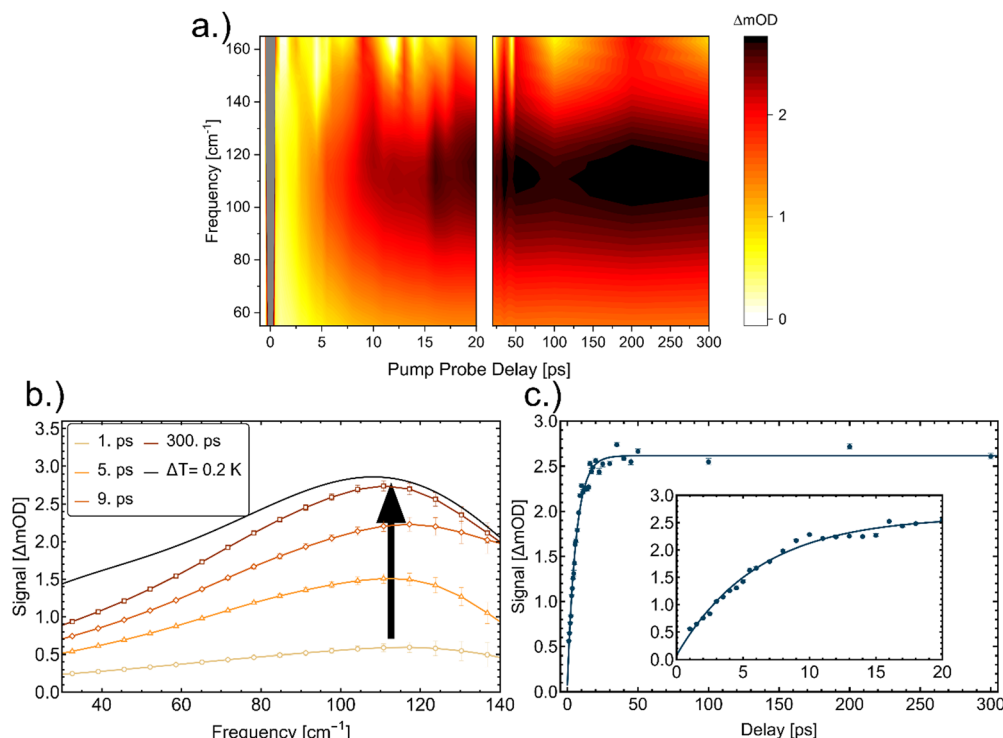 a.)
ΔmOD
Frequency [cm⁻¹]
160
140
120
100
80
60
0 5 10 15 20
50 100 150 200 250 300
Pump Probe Delay [ps]
2
1
0
b.)
Signal [ΔmOD]
3.5
3.0
2.5
2.0
1.5
1.0
0.5
0.0
1. ps
300. ps
5. ps
ΔT= 0.2 K
9. ps
40 60 80 100 120 140
Frequency [cm⁻¹]
c.)
Signal [ΔmOD]
3.0
2.5
2.0
1.5
1.0
0.5
0.0
3.0
2.5
2.0
1.5
1.0
0.5
0.0
0 5 10 15 20
0 50 100 150 200 250 300
Delay [ps]